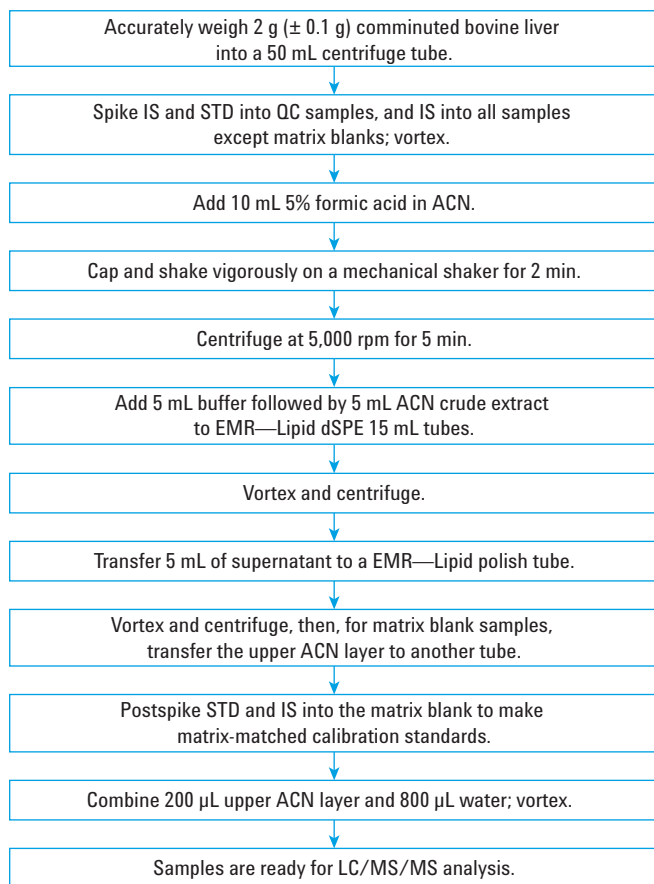 Accurately weigh 2 g (± 0.1 g) comminuted bovine liver
into a 50 mL centrifuge tube.
Spike IS and STD into QC samples, and IS into all samples
except matrix blanks; vortex.
Add 10 mL 5% formic acid in ACN.
Cap and shake vigorously on a mechanical shaker for 2 min.
Centrifuge at 5,000 rpm for 5 min.
Add 5 mL buffer followed by 5 mL ACN crude extract
to EMR—Lipid dSPE 15 mL tubes.
Vortex and centrifuge.
Transfer 5 mL of supernatant to a EMR—Lipid polish tube.
Vortex and centrifuge, then, for matrix blank samples,
transfer the upper ACN layer to another tube.
Postspike STD and IS into the matrix blank to make
matrix-matched calibration standards.
Combine 200 µL upper ACN layer and 800 µL water; vortex.
Samples are ready for LC/MS/MS analysis.